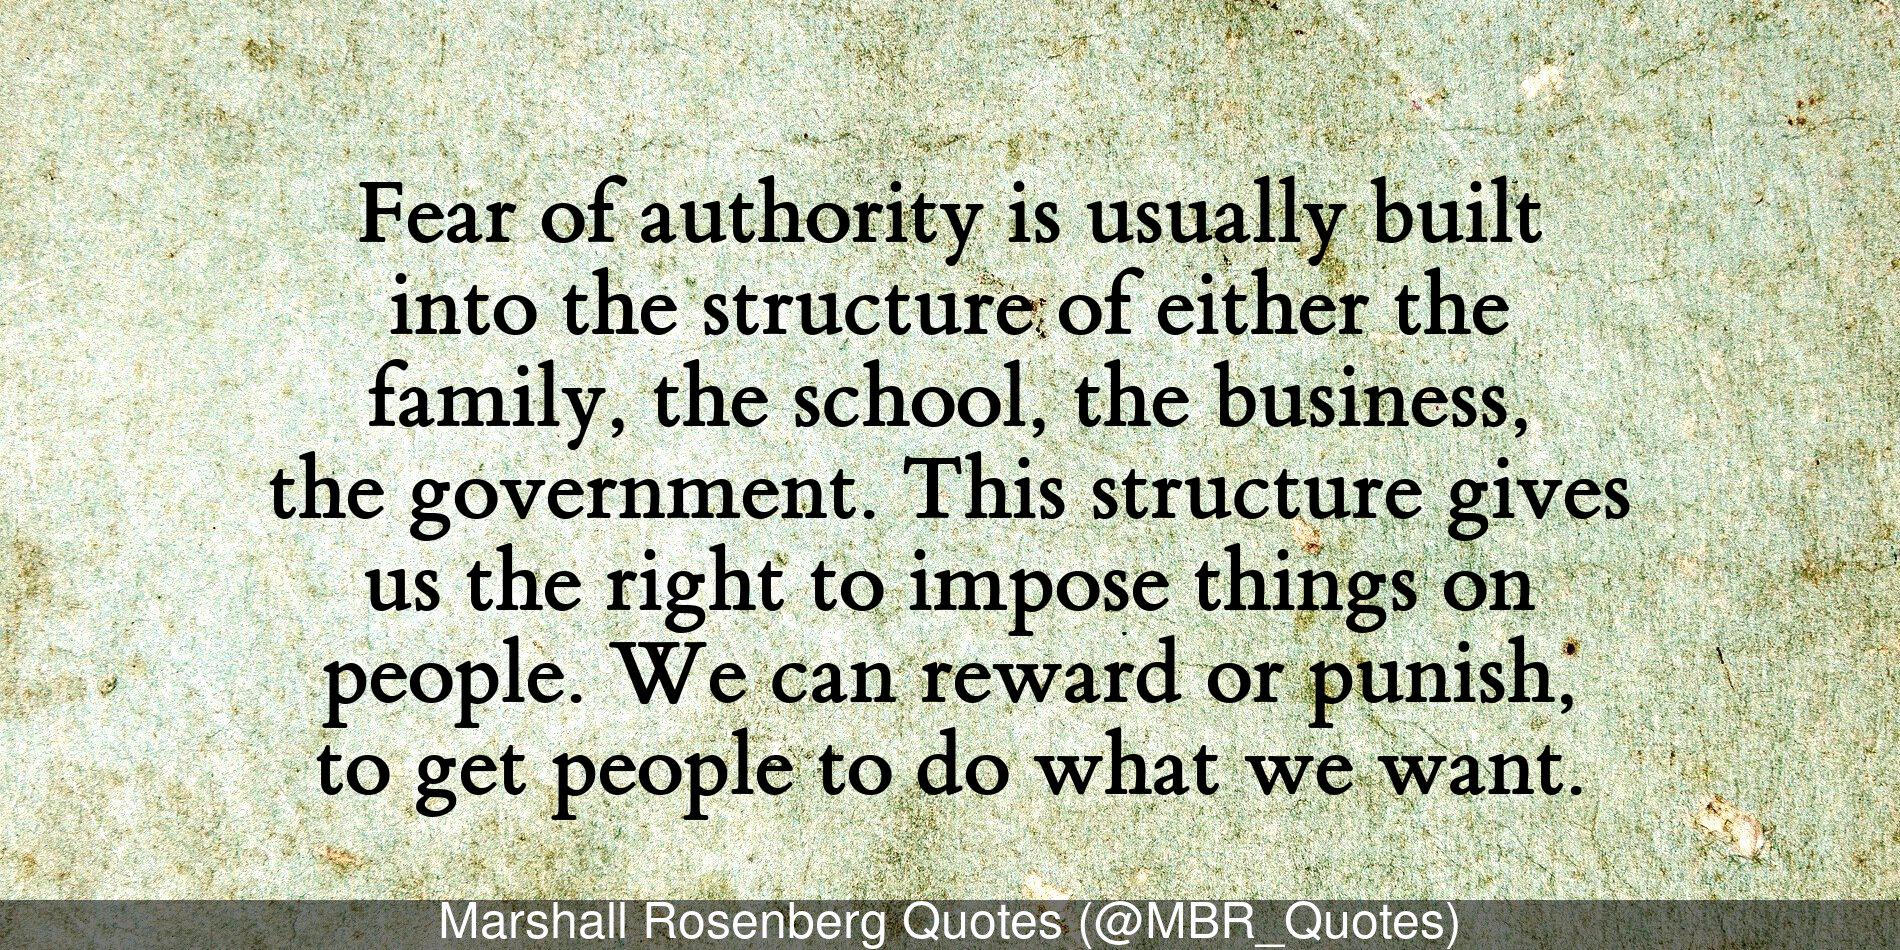 Fear of authority is usually built
into the structure of either the
family, the school, the business,
the government. This structure gives
us the right to impose things on
people. We can reward or punish,
to get people to do what we want.
Marshall Rosenberg Quotes (@MBR_Quotes)